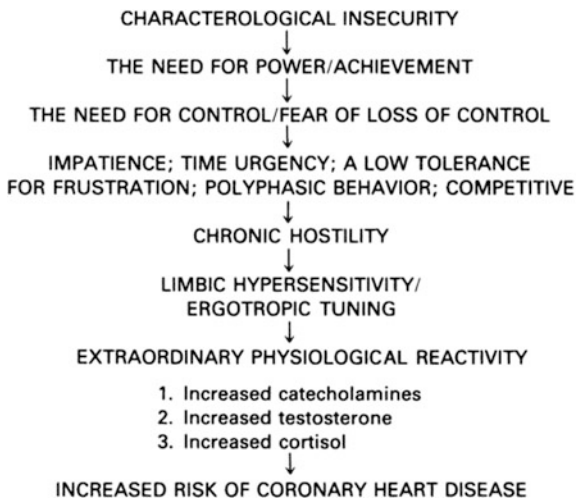 CHARACTEROLOGICAL INSECURITY
THE NEED FOR POWER/ACHIEVEMENT
THE NEED FOR CONTROL/FEAR OF LOSS OF CONTROL
IMPATIENCE; TIME URGENCY; A LOW TOLERANCE
FOR FRUSTRATION; POLYPHASIC BEHAVIOR; COMPETITIVE
CHRONIC HOSTILITY
LIMBIC HYPERSENSITIVITY/
ERGOTROPIC TUNING
EXTRAORDINARY PHYSIOLOGICAL REACTIVITY
1. Increased catecholamines
2. Increased testosterone
3. Increased cortisol
INCREASED RISK OF CORONARY HEART DISEASE